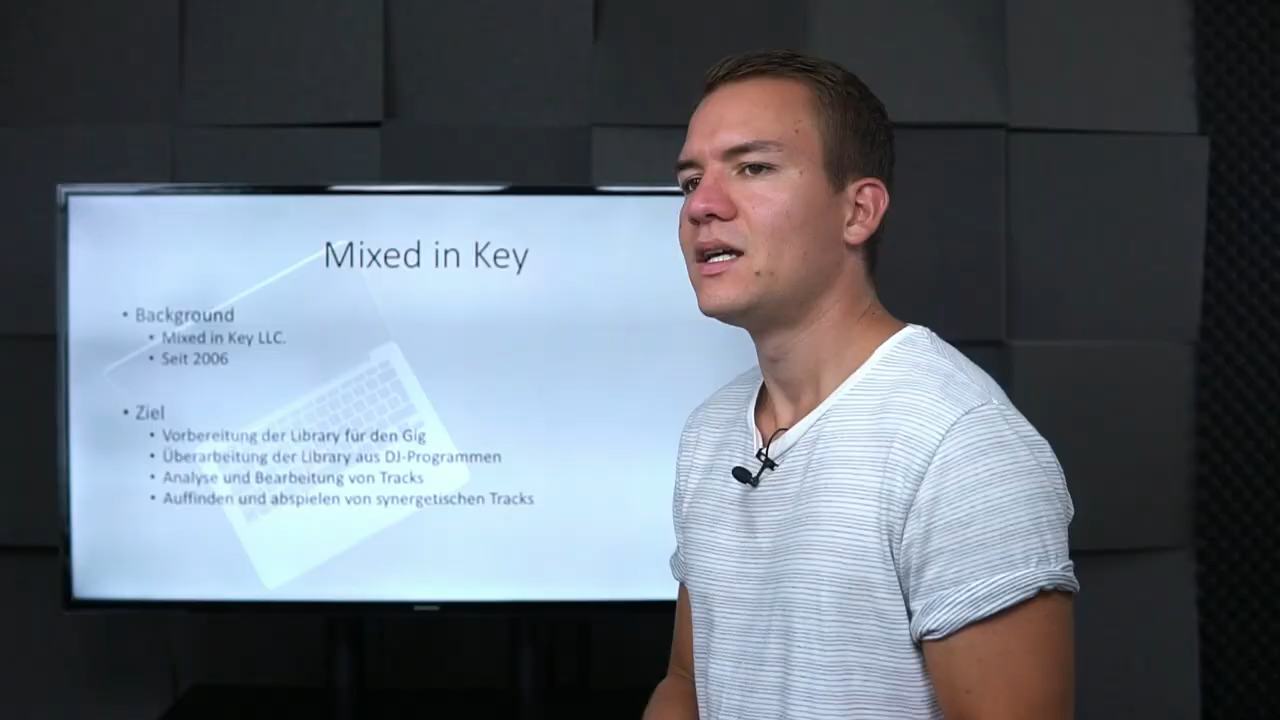 Mixed in Key
• Background
• Mixed in Key LLC.
• Seit 2006
• Ziel
• Vorbereitung der Library für den Gig
• Überarbeitung der Library aus DJ-Programmen
• Analyse und Bearbeitung von Tracks
• Auffinden und abspielen von synergetischen Tracks